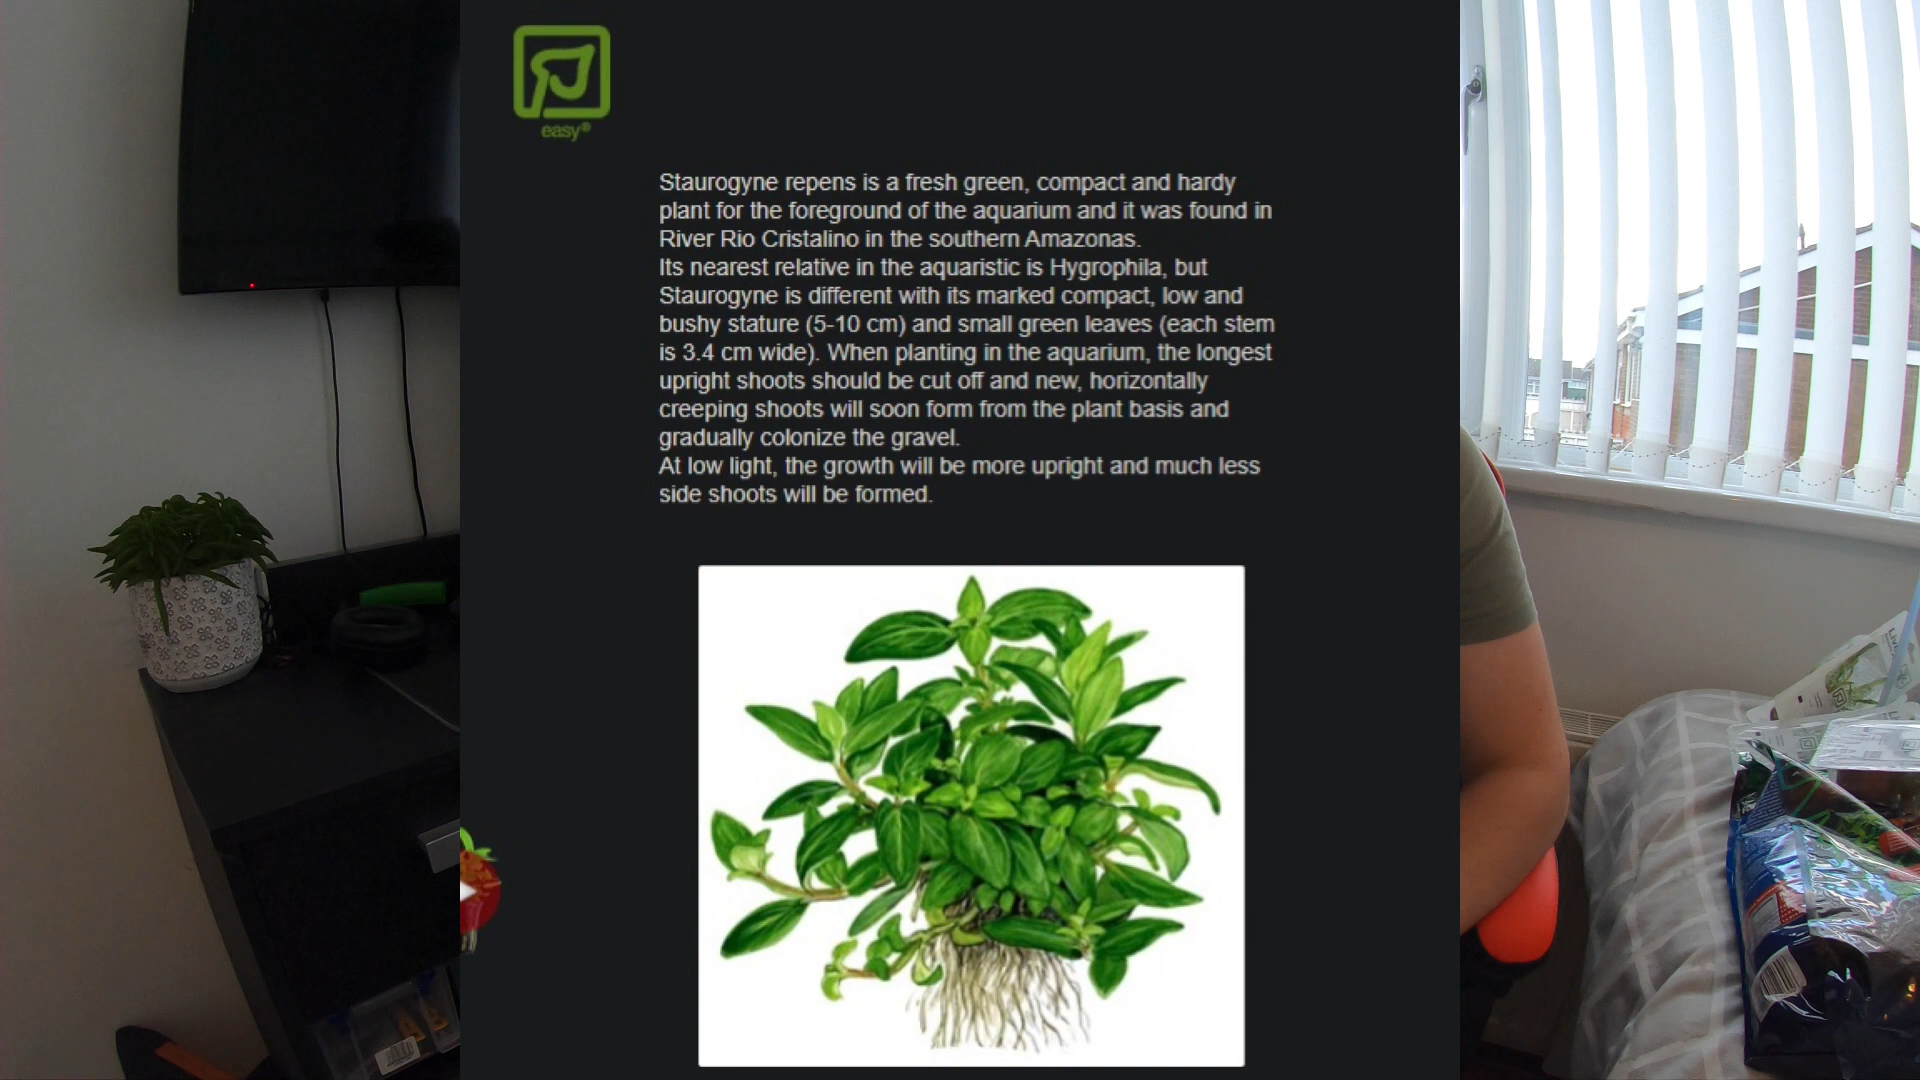 easy®
Staurogyne repens is a fresh green, compact and hardy
plant for the foreground of the aquarium and it was found in
River Rio Cristalino in the southern Amazonas.
Its nearest relative in the aquaristic is Hygrophila, but
Staurogyne is different with its marked compact, low and
bushy stature (5-10 cm) and small green leaves (each stem
is 3.4 cm wide). When planting in the aquarium, the longest
upright shoots should be cut off and new, horizontally
creeping shoots will soon form from the plant basis and
gradually colonize the gravel.
At low light, the growth will be more upright and much less
side shoots will be formed.